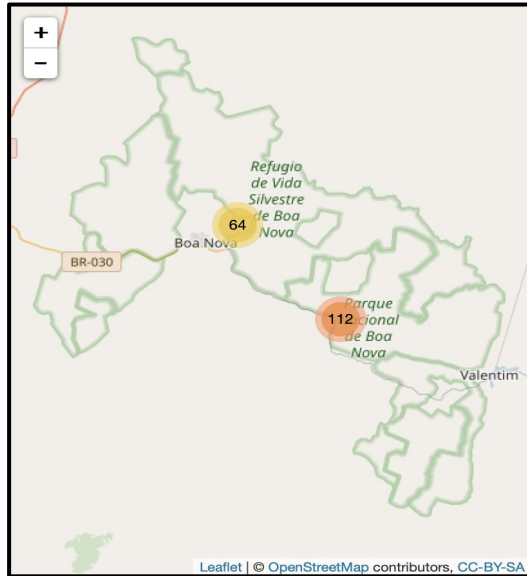 +
−
Refugio
de Vida
Silvestre
de Boa
Nova
64
Boa Nova
BR-030
112
Parque
cional
de Boa
Nova
Valentim
Leaflet | © OpenStreetMap contributors, CC-BY-SA